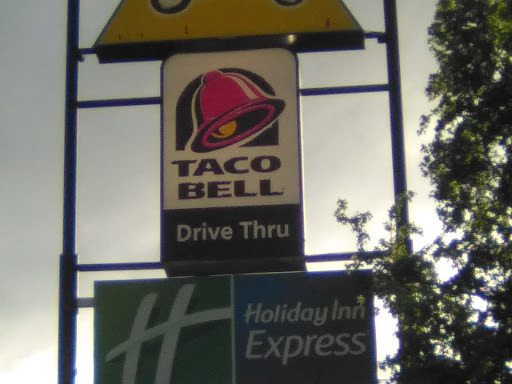 TACO
BELL
Drive Thru
H
Holiday Inn
Express